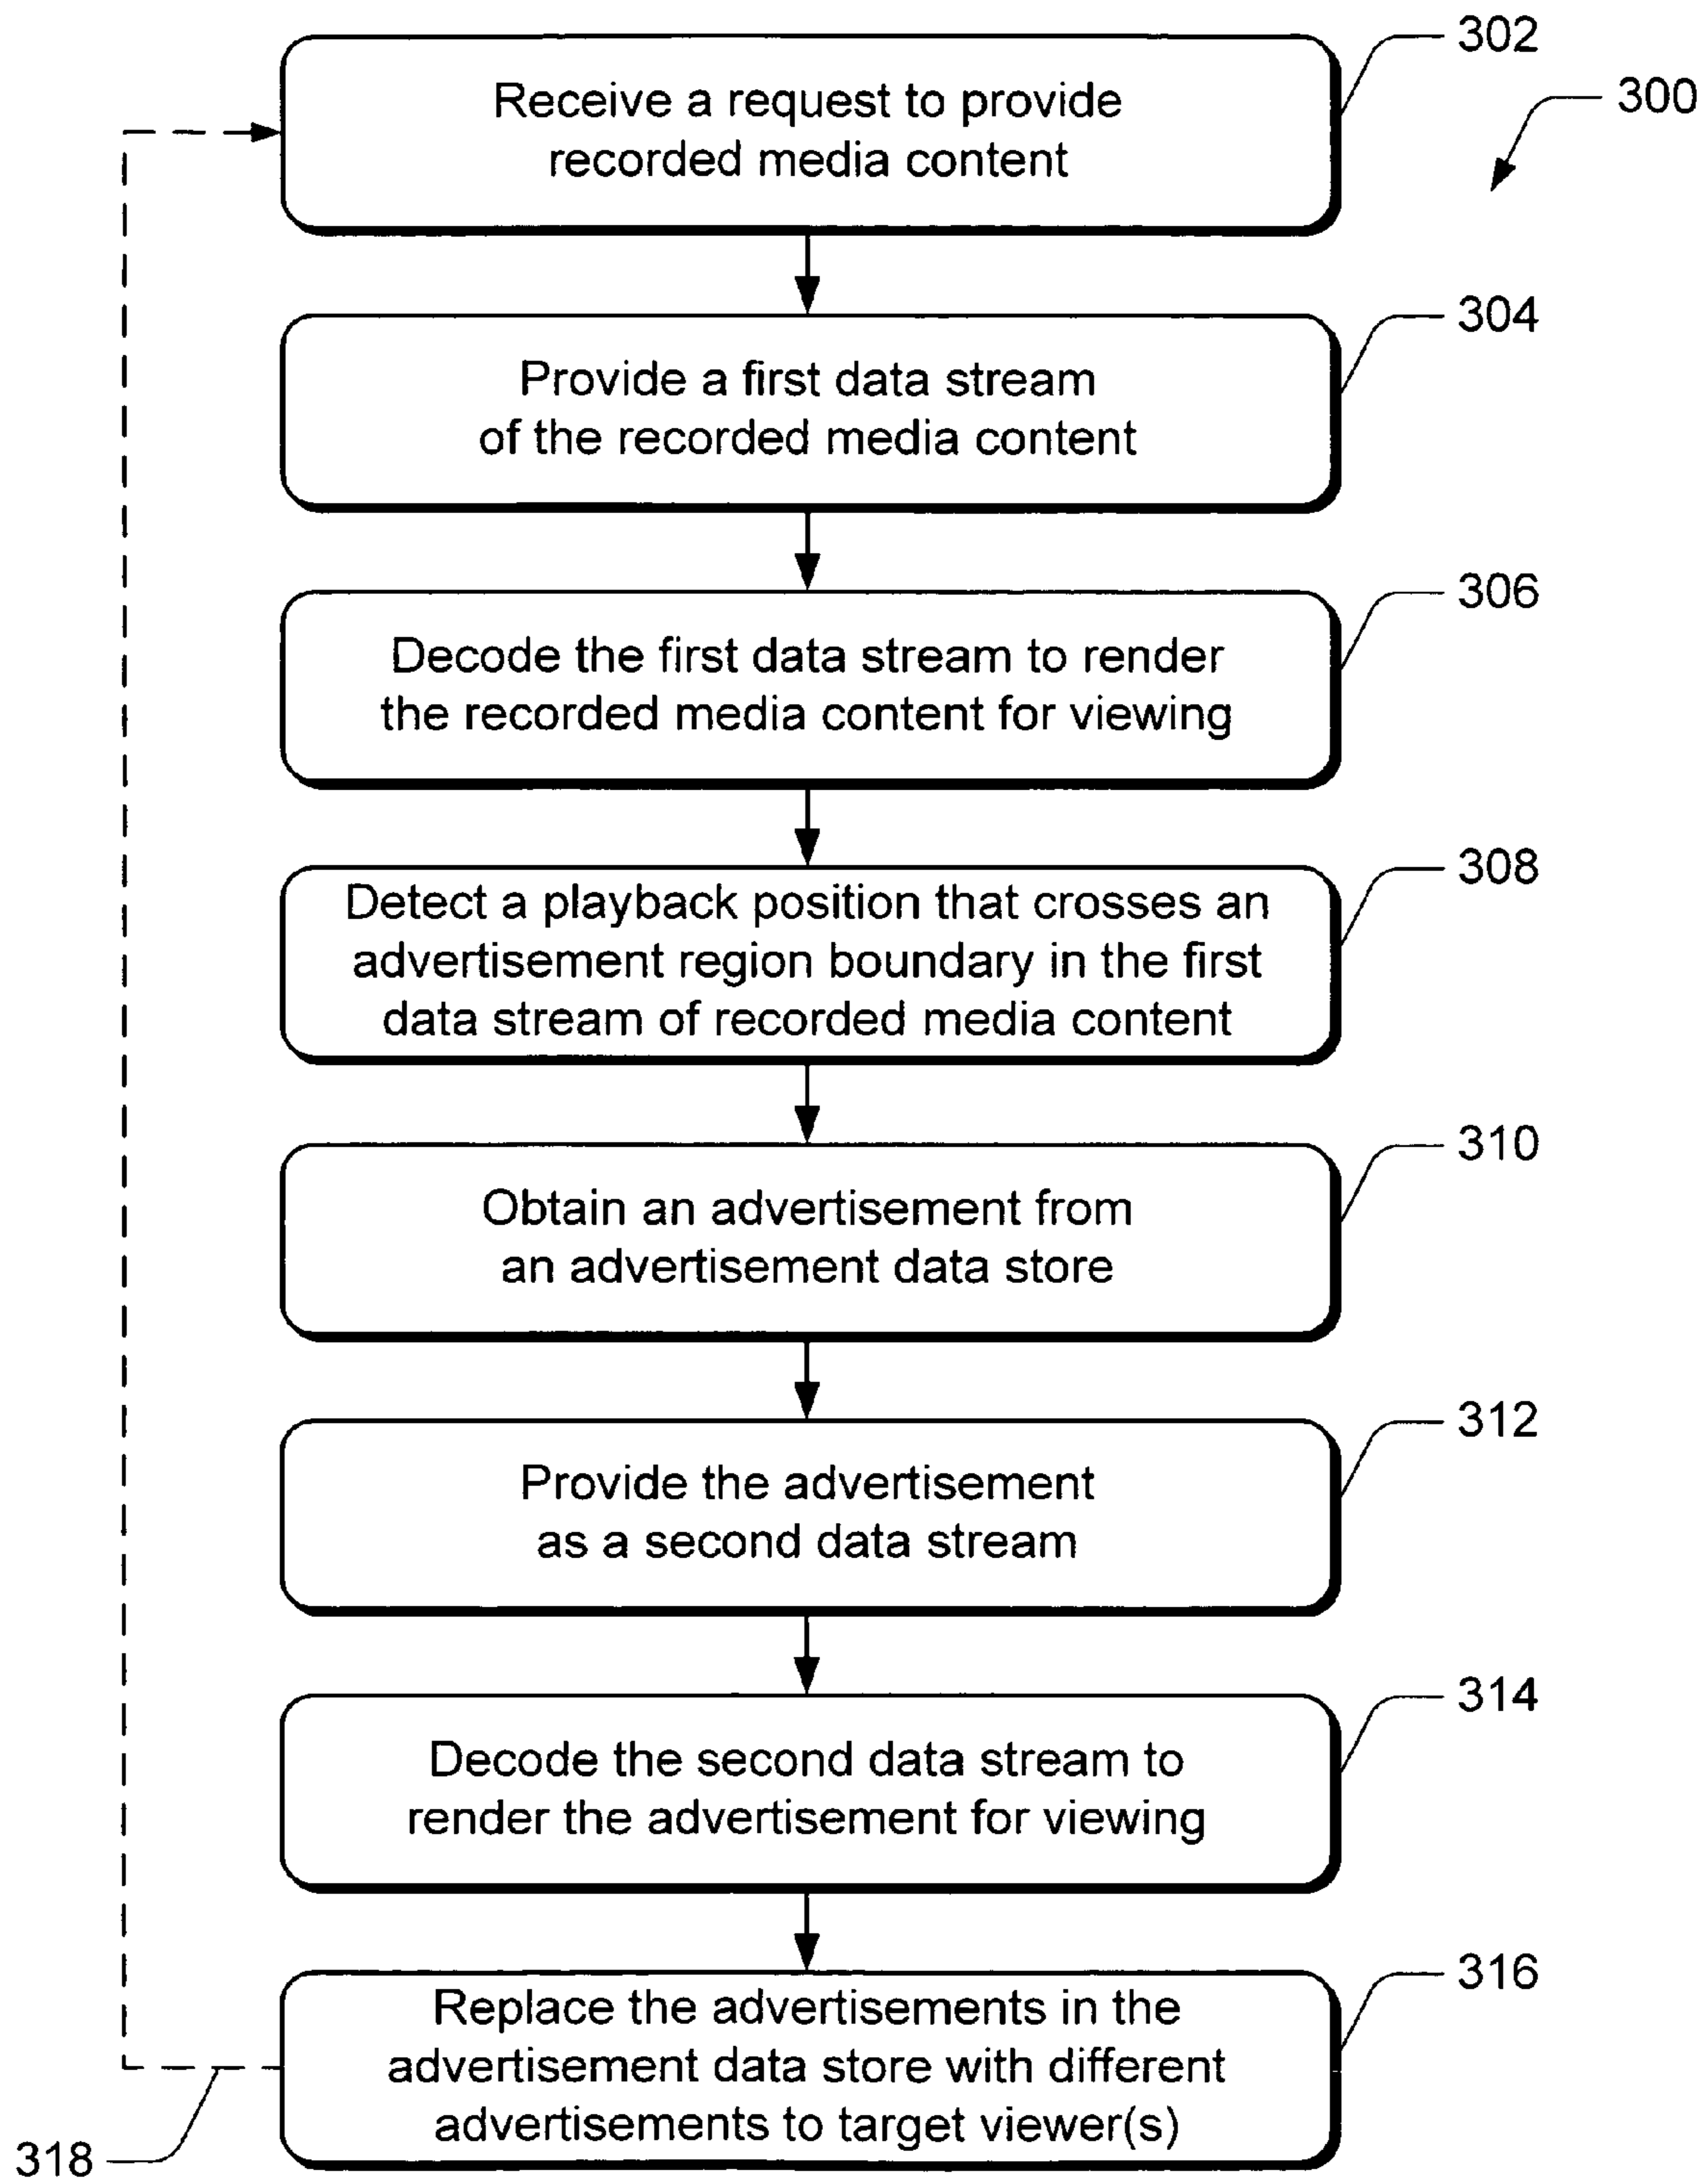 302
300
Receive a request to provide
recorded media content
304
Provide a first data stream
of the recorded media content
306
Decode the first data stream to render
the recorded media content for viewing
308
Detect a playback position that crosses an
advertisement region boundary in the first
data stream of recorded media content
310
Obtain an advertisement from
an advertisement data store
312
Provide the advertisement
as a second data stream
314
Decode the second data stream to
render the advertisement for viewing
316
Replace the advertisements in the
advertisement data store with different
advertisements to target viewer(s)
318